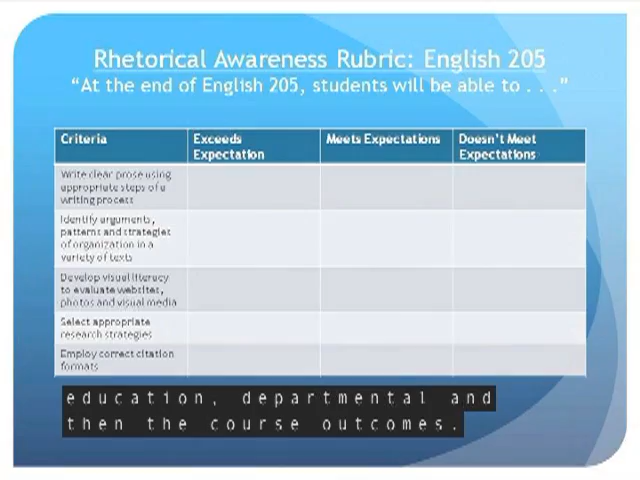 Rhetorical Awareness Rubric: English 205
“At the end of English 205, students will be able to . . .”
Criteria
Exceeds
Expectation
Meets Expectations
Doesn't Meet
Expectations
Write clear prose using
appropriate steps of a
writing process
Identify arguments,
patterns and strategies
of organization in a
variety of texts
Develop visual literacy
to evaluate websites,
photos and visual media
Select appropriate
research strategies
Employ correct citation
formats
education, departmental and
then the course outcomes.